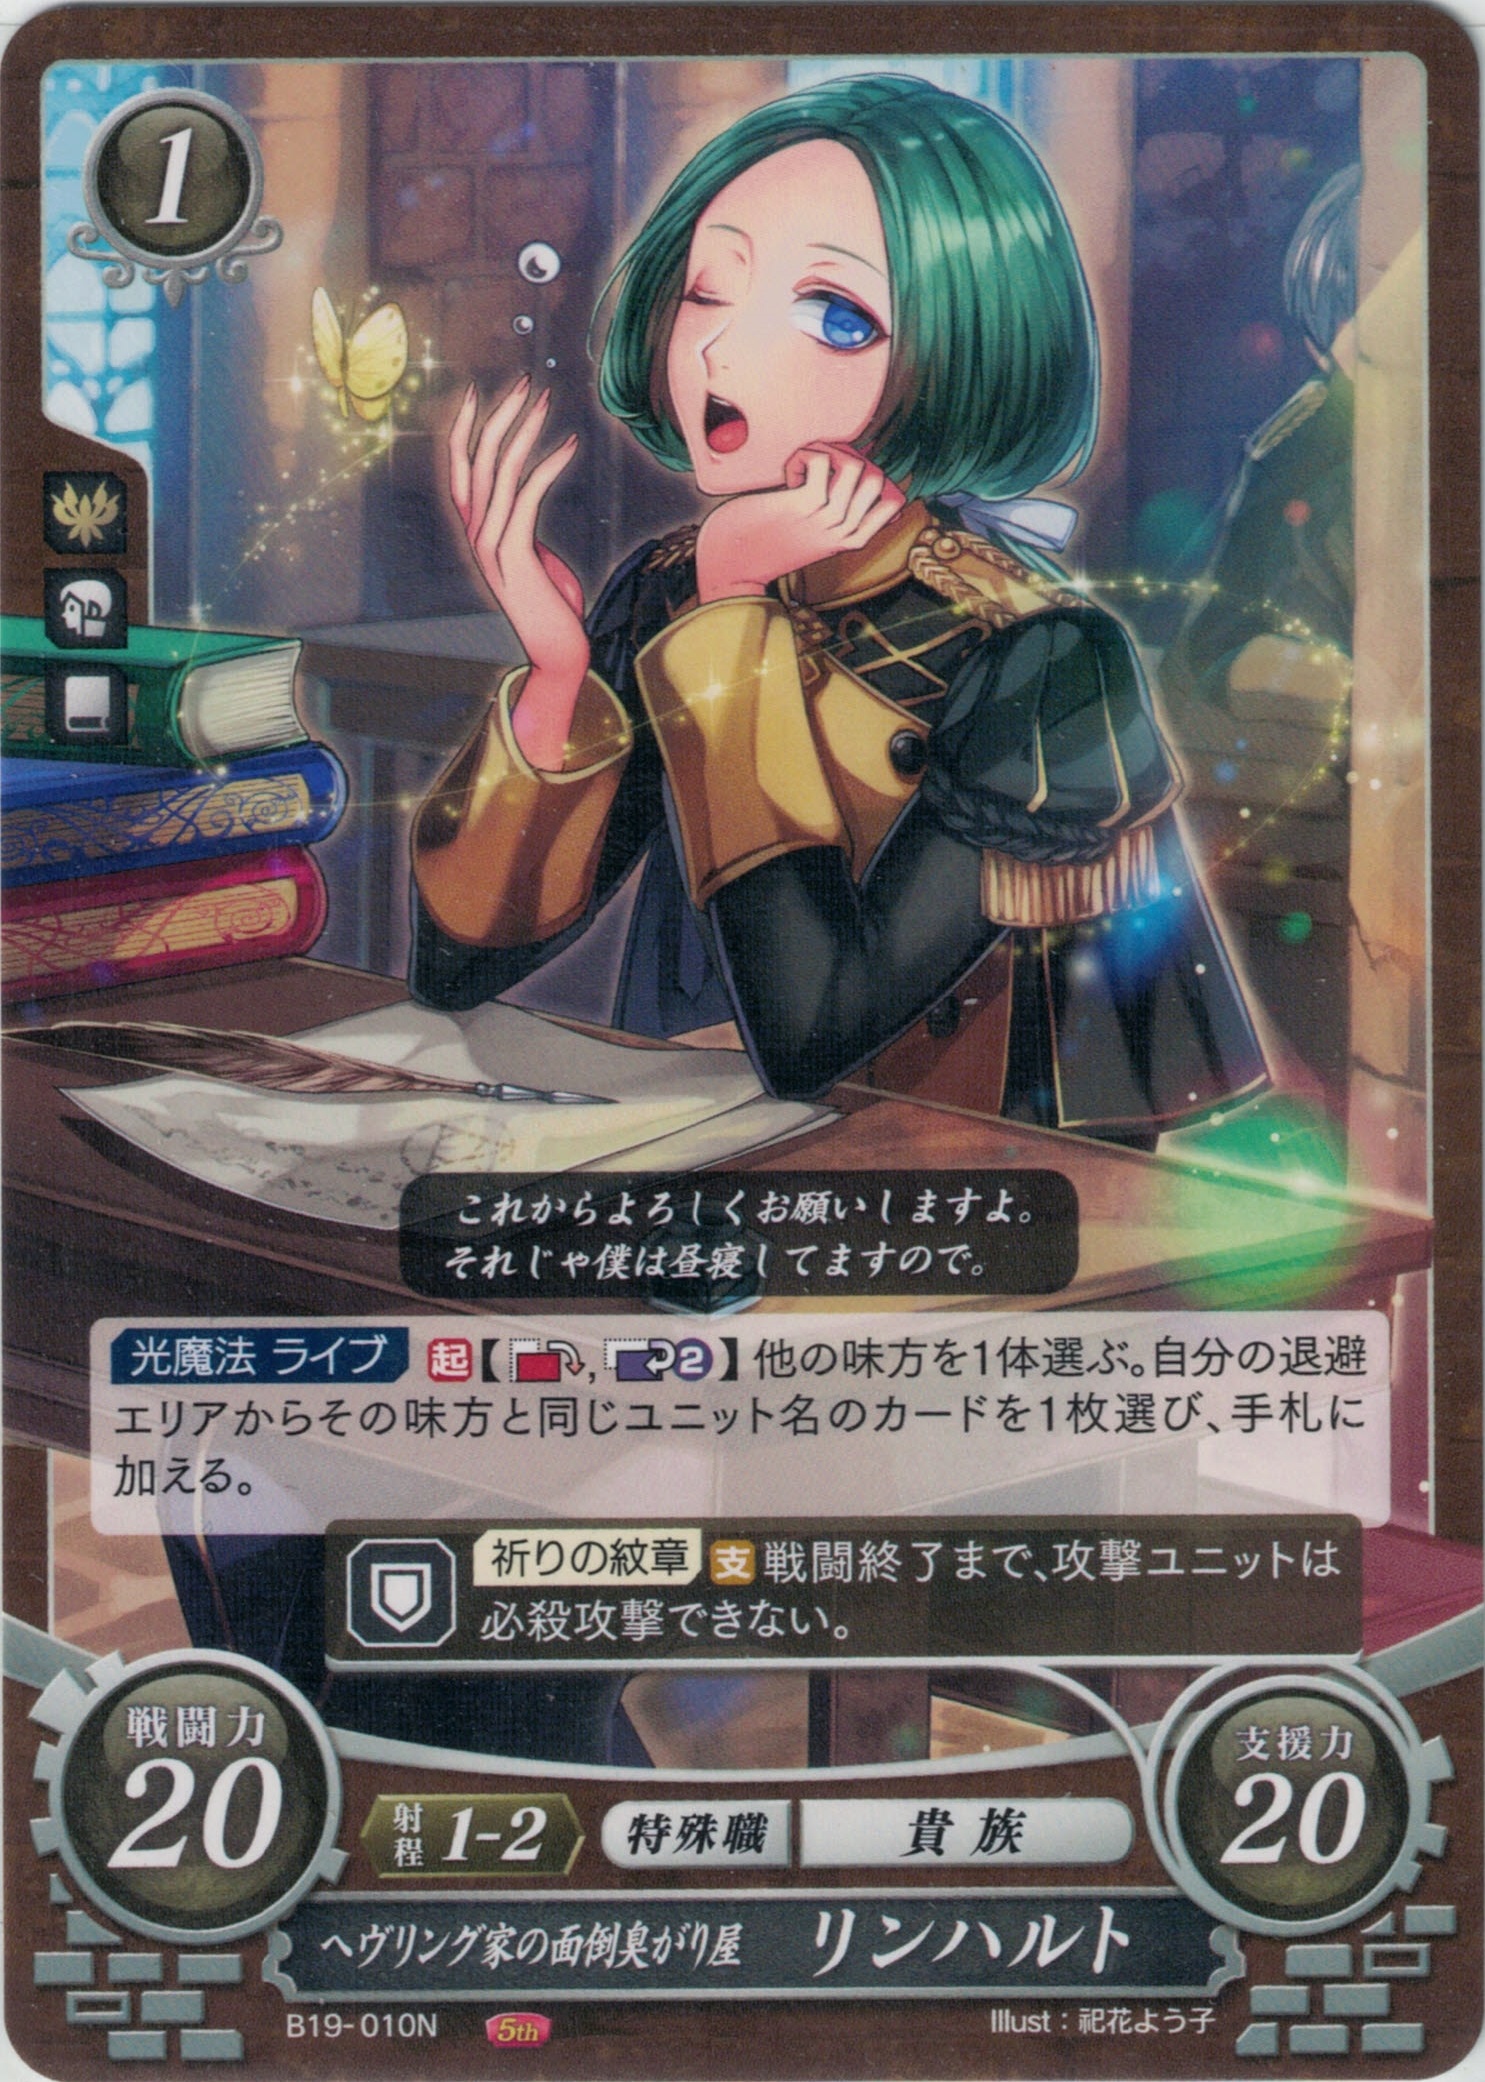 1
これからよろしくお願いしますよ。
それじゃ僕は昼寝してますので。
光魔法 ライブ 起【 , 2】他の味方を1体選ぶ。自分の退避
エリアからその味方と同じユニット名のカードを1枚選び、手札に
加える。
祈りの紋章 支 戦闘終了まで、攻撃ユニットは
必殺攻撃できない。
戦闘力
20
射程 1-2
特殊職
貴族
支援力
20
ヘヴリング家の面倒臭がり屋 リンハルト
B19-010N
5th
Illust：祀花よう子